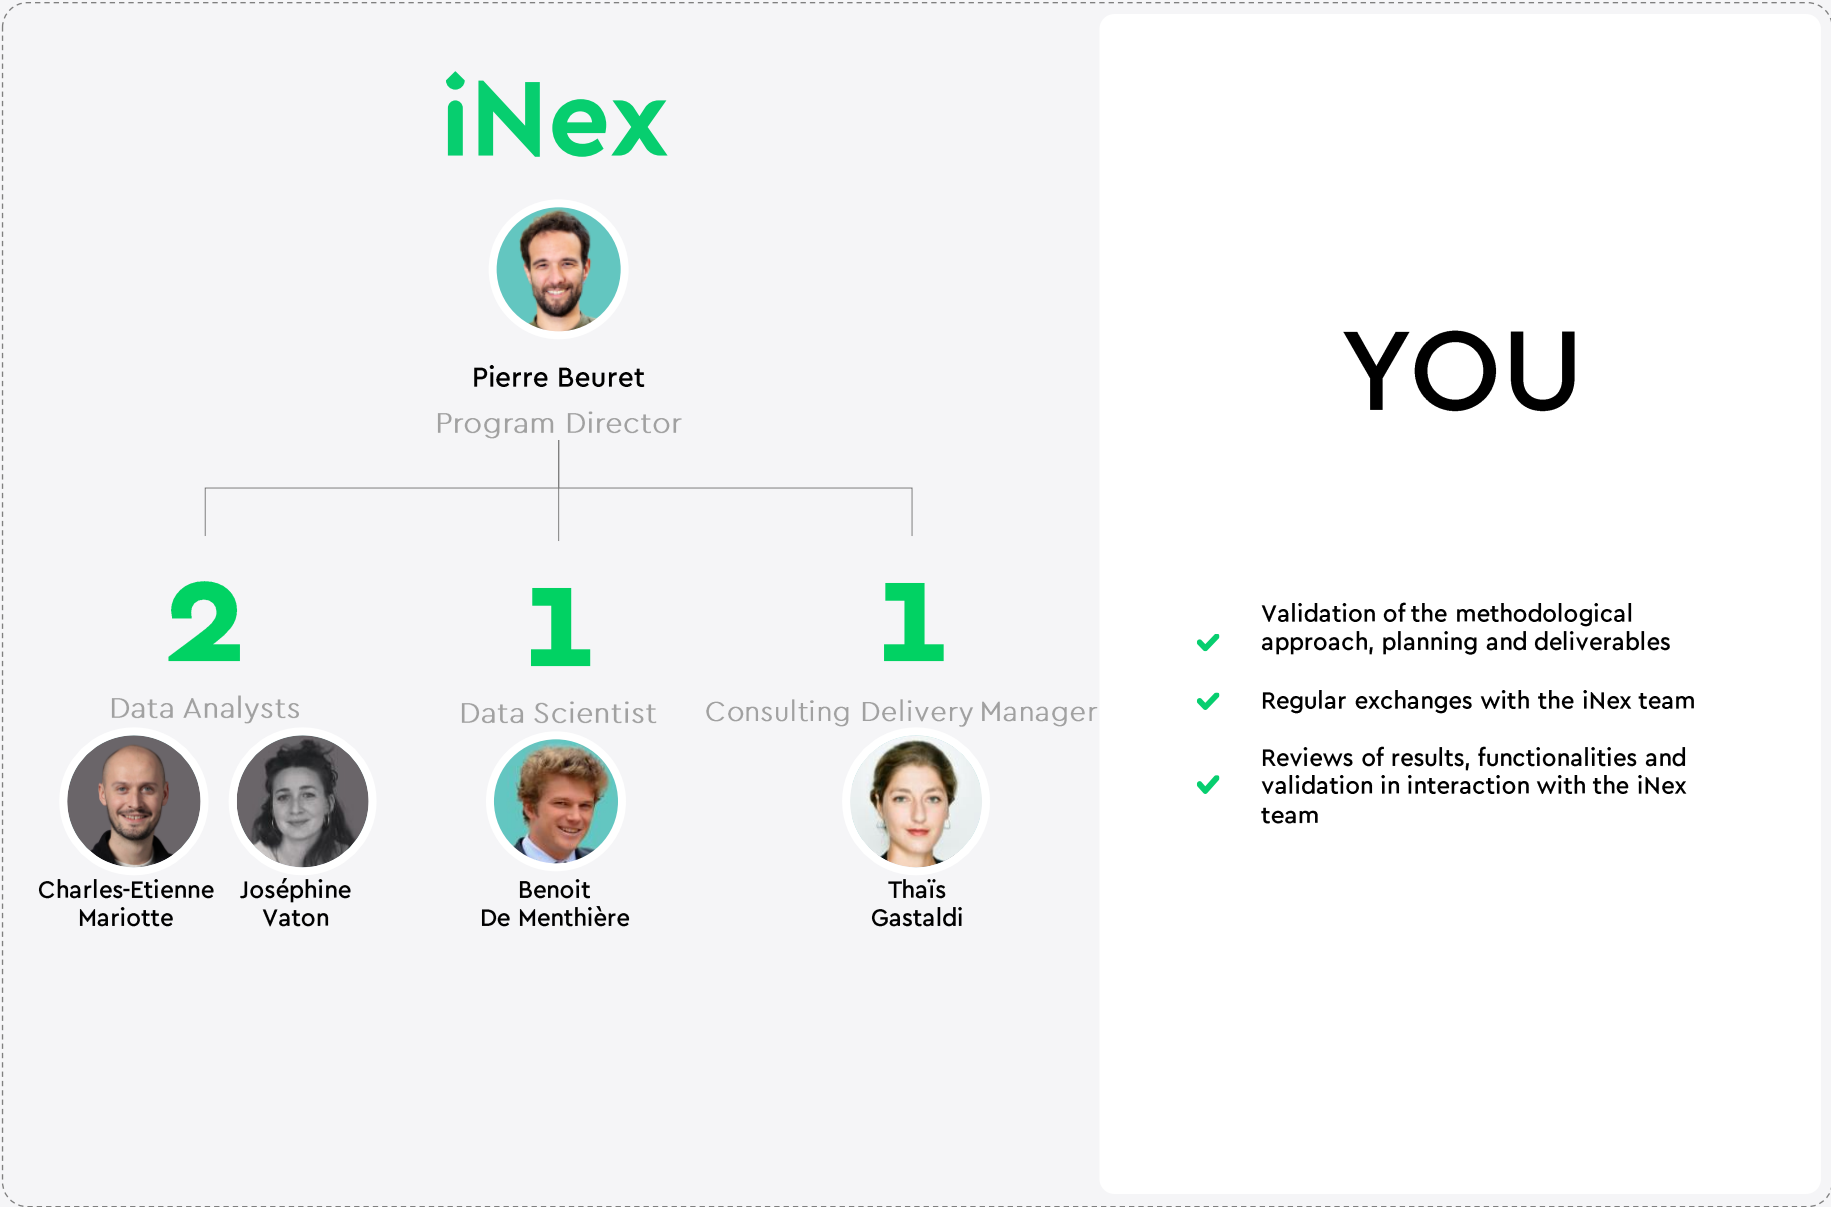 iNex
Pierre Beuret
Program Director
2
Data Analysts
Charles-Etienne
Mariotte
Joséphine
Vaton
1
Data Scientist
Benoit
De Menthière
1
Consulting Delivery Manager
Thaïs
Gastaldi
YOU
Validation of the methodological
approach, planning and deliverables
Regular exchanges with the iNex team
Reviews of results, functionalities and
validation in interaction with the iNex
team